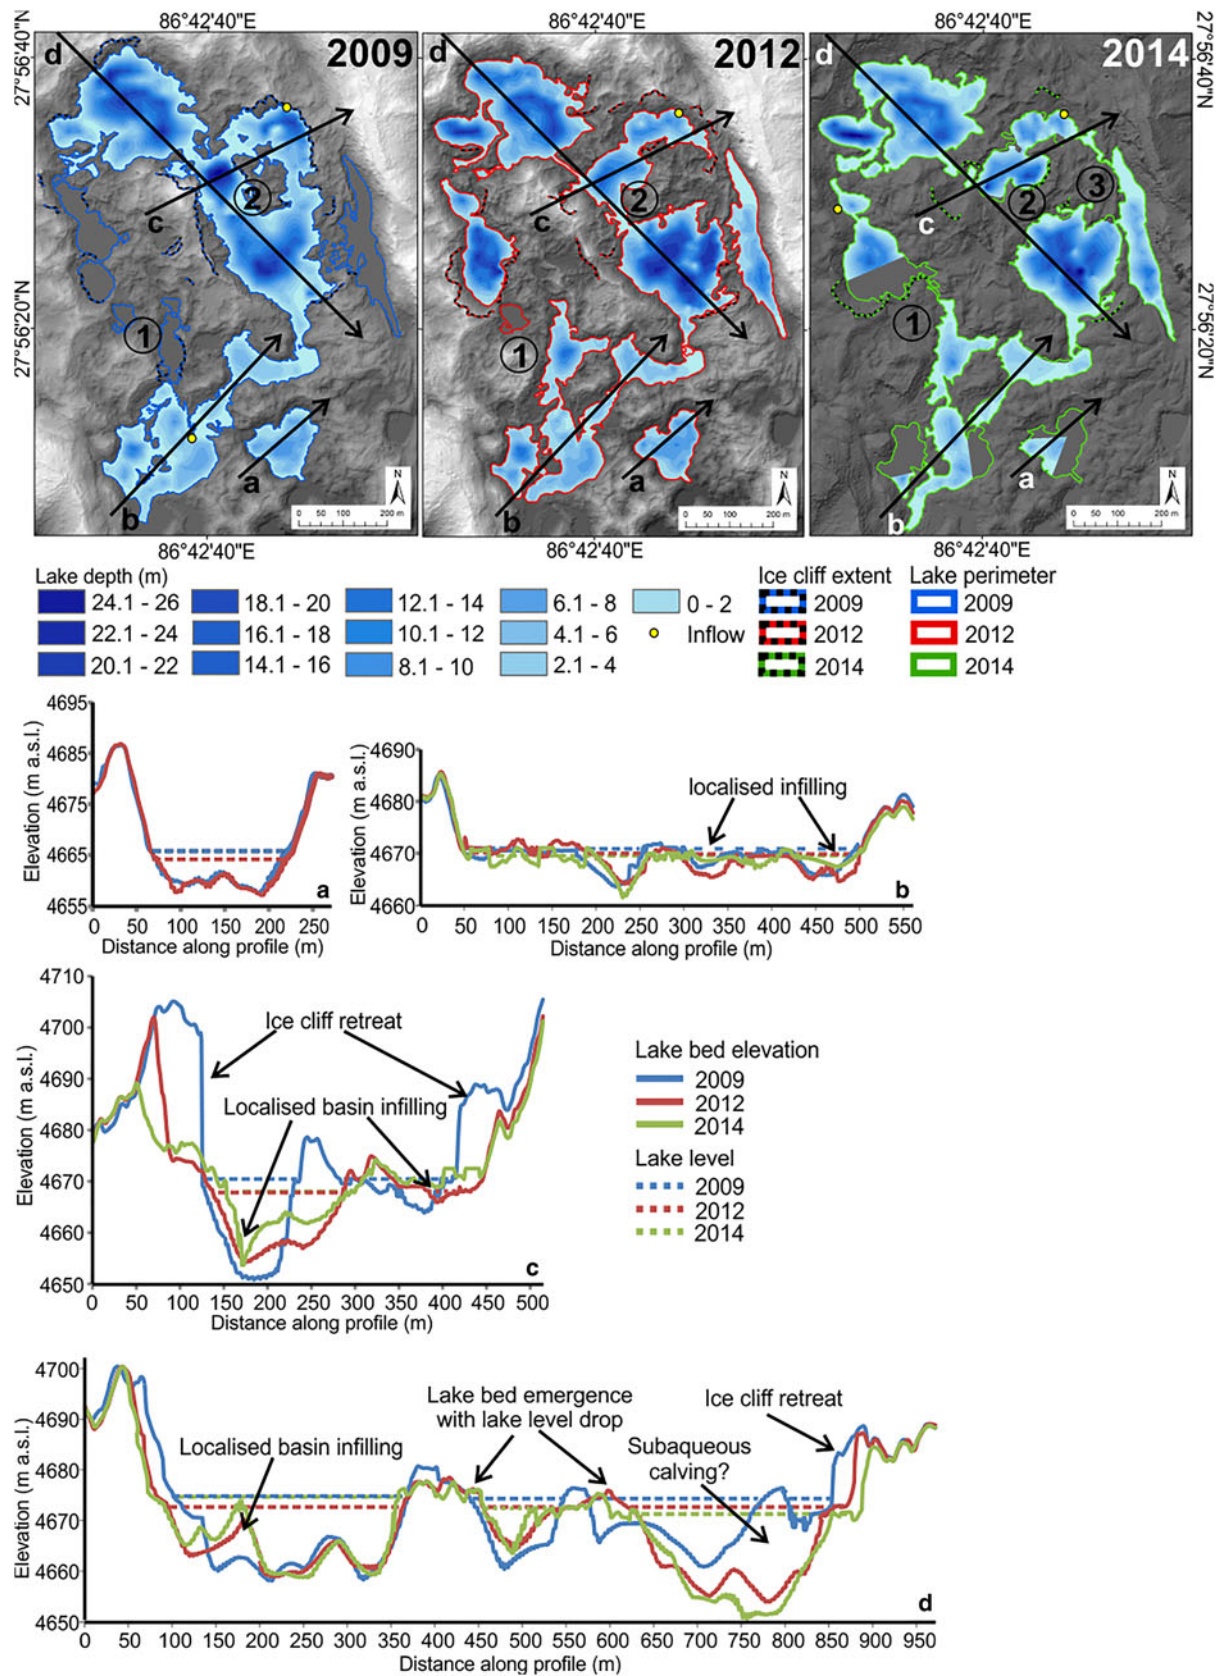 86°42'40"E
86°42'40"E
86°42'40"E
27°56'40"N
27°56'20"N
d
2009
2
c
1
b
a
N
0 50 100 200 m
d
2012
2
c
1
b
a
N
0 50 100 200 m
d
2014
3
2
c
1
b
a
N
0 50 100 200 m
27°56'40"N
27°56'20"N
86°42'40"E
86°42'40"E
86°42'40"E
Lake depth (m)
24.1 - 26
22.1 - 24
20.1 - 22
18.1 - 20
16.1 - 18
14.1 - 16
12.1 - 14
10.1 - 12
8.1 - 10
6.1 - 8
4.1 - 6
2.1 - 4
0 - 2
Inflow
Ice cliff extent
2009
2012
2014
Lake perimeter
2009
2012
2014
Elevation (m a.s.l.)
4695
4685
4675
4665
4655
a
0 50 100 150 200 250
Distance along profile (m)
Elevation (m a.s.l.)
4690
4680
4670
4660
localised infilling
b
0 50 100 150 200 250 300 350 400 450 500 550
Distance along profile (m)
Elevation (m a.s.l.)
4710
4700
4690
4680
4670
4660
4650
Ice cliff retreat
Localised basin infilling
c
0 50 100 150 200 250 300 350 400 450 500
Distance along profile (m)
Lake bed elevation
2009
2012
2014
Lake level
2009
2012
2014
Elevation (m a.s.l.)
4700
4690
4680
4670
4660
4650
Localised basin infilling
Lake bed emergence
with lake level drop
Subaqueous
calving?
Ice cliff retreat
d
0 50 100 150 200 250 300 350 400 450 500 550 600 650 700 750 800 850 900 950
Distance along profile (m)